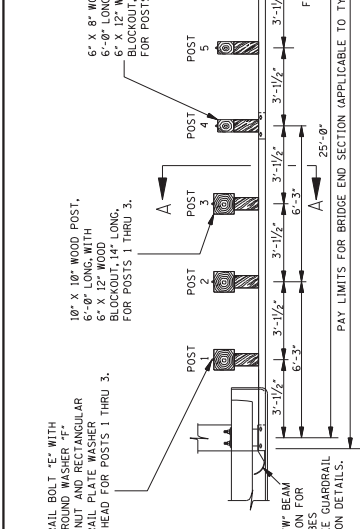 AIL BOLT "E" WITH
ROUND WASHER "F"
NUT AND RECTANGULAR
AIL PLATE WASHER
HEAD FOR POSTS 1 THRU 3.
10" X 10" WOOD POST,
6'-0" LONG, WITH
6" X 12" WOOD
BLOCKOUT, 14" LONG,
FOR POSTS 1 THRU 3.
6" X 8" WO
6'-0" LONG,
6" X 12" W
BLOCKOUT,
FOR POSTS
POST
1
POST
2
POST
3
POST
4
POST
5
A
A
3'-1½"
3'-1½"
3'-1½"
3'-1½"
3'-1½"
3'-1½
6'-3"
6'-3"
25'-0"
PAY LIMITS FOR BRIDGE END SECTION (APPLICABLE TO TY
W" BEAM
ON FOR
BES
E GUARDRAIL
ON DETAILS.
F